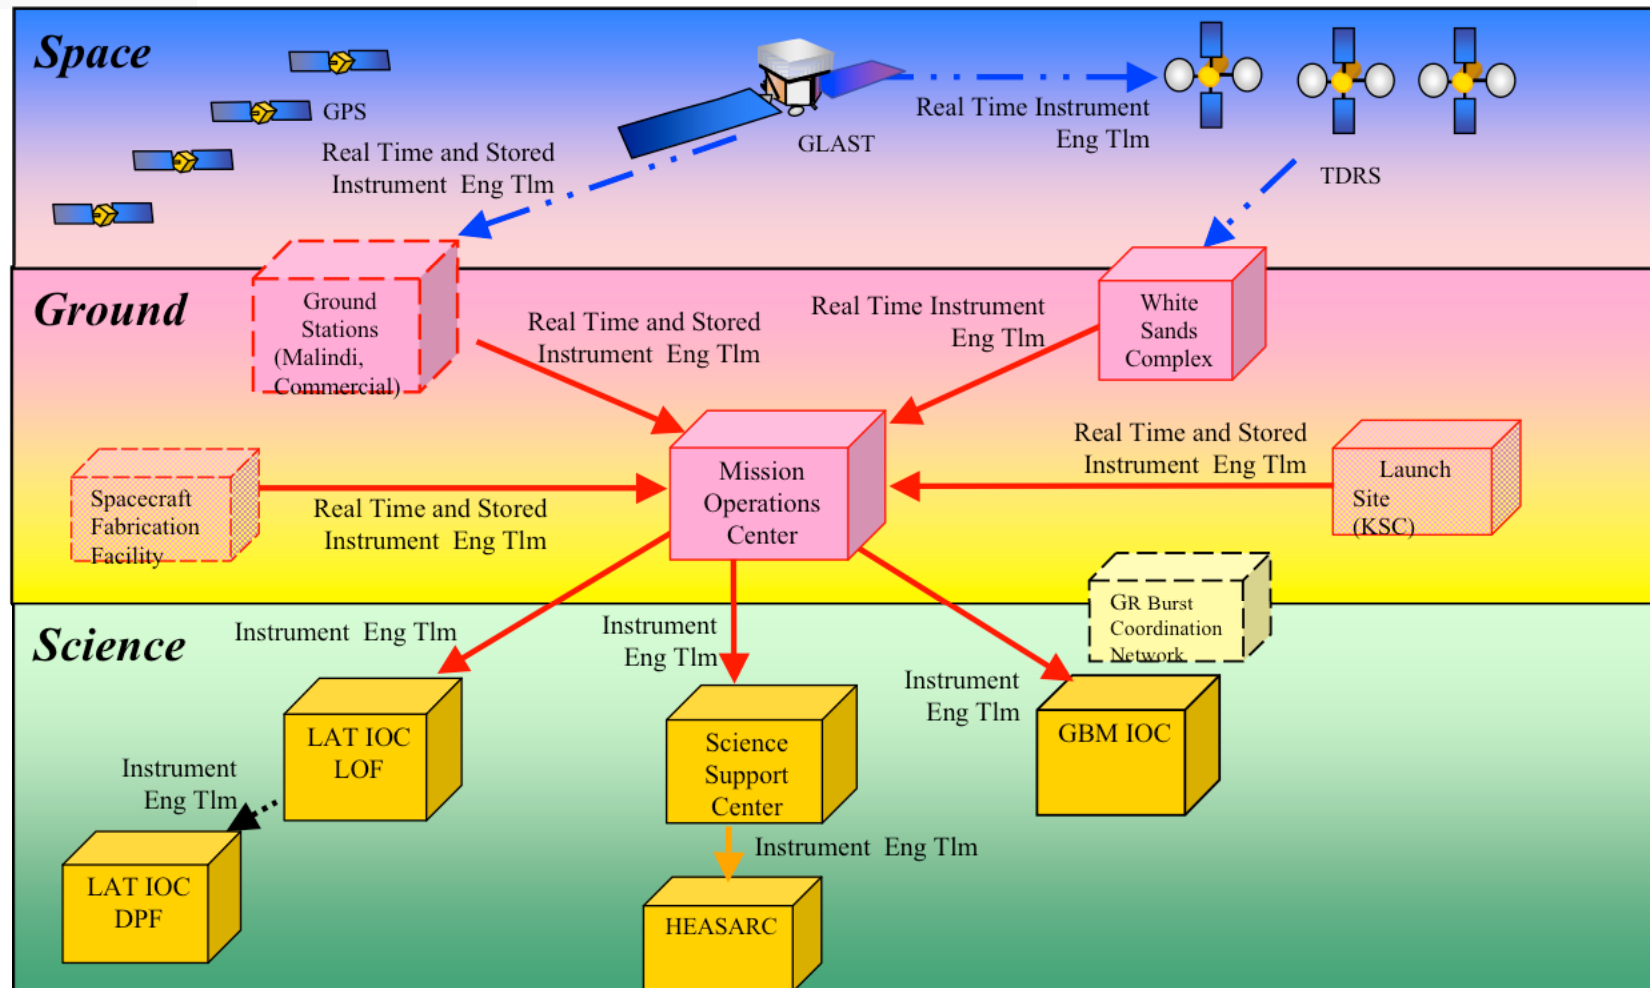 Space
GPS
Real Time and Stored
Instrument Eng Tlm
GLAST
Real Time Instrument
Eng Tlm
TDRS
Ground
Ground
Stations
(Malindi,
Commercial)
Real Time and Stored
Instrument Eng Tlm
Real Time Instrument
Eng Tlm
White
Sands
Complex
Spacecraft
Fabrication
Facility
Real Time and Stored
Instrument Eng Tlm
Mission
Operations
Center
Real Time and Stored
Instrument Eng Tlm
Launch
Site
(KSC)
GR Burst
Coordination
Network
Science
Instrument Eng Tlm
Instrument
Eng Tlm
Instrument
Eng Tlm
LAT IOC
LOF
Science
Support
Center
GBM IOC
Instrument
Eng Tlm
LAT IOC
DPF
Instrument Eng Tlm
HEASARC